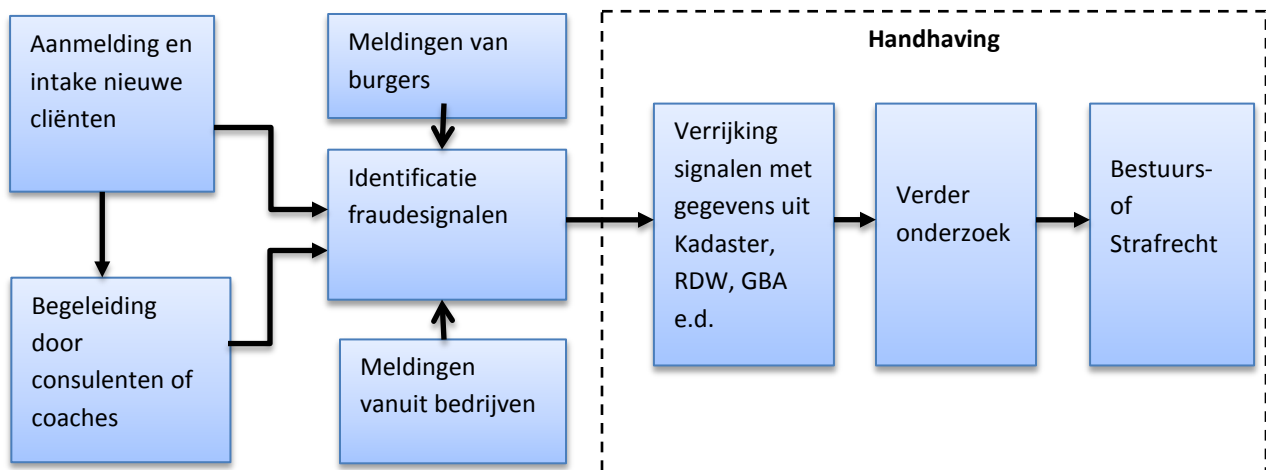 Aanmelding en
intake nieuwe
cliënten
Begeleiding
door
consulenten of
coaches
Meldingen van
burgers
Identificatie
fraudesignalen
Meldingen
vanuit bedrijven
Handhaving
Verrijking
signalen met
gegevens uit
Kadaster,
RDW, GBA
e.d.
Verder
onderzoek
Bestuurs-
of
Strafrecht